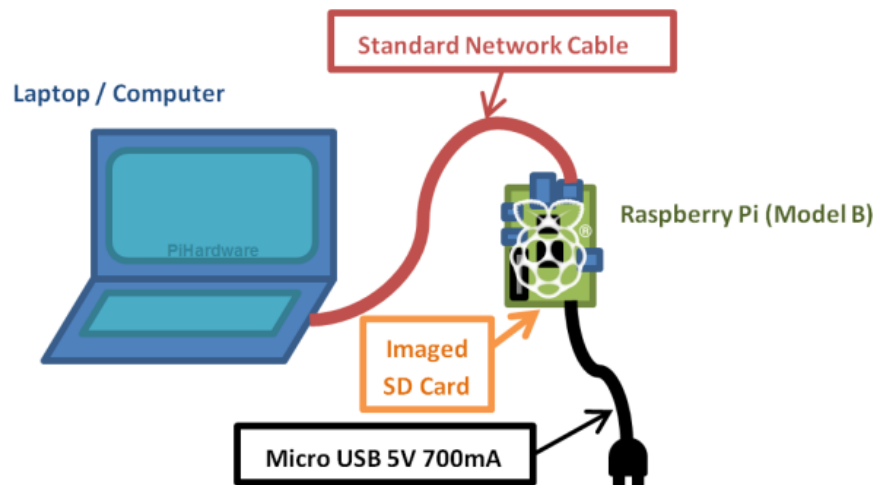 Standard Network Cable
Laptop / Computer
PiHardware
Raspberry Pi (Model B)
®
Imaged
SD Card
Micro USB 5V 700mA